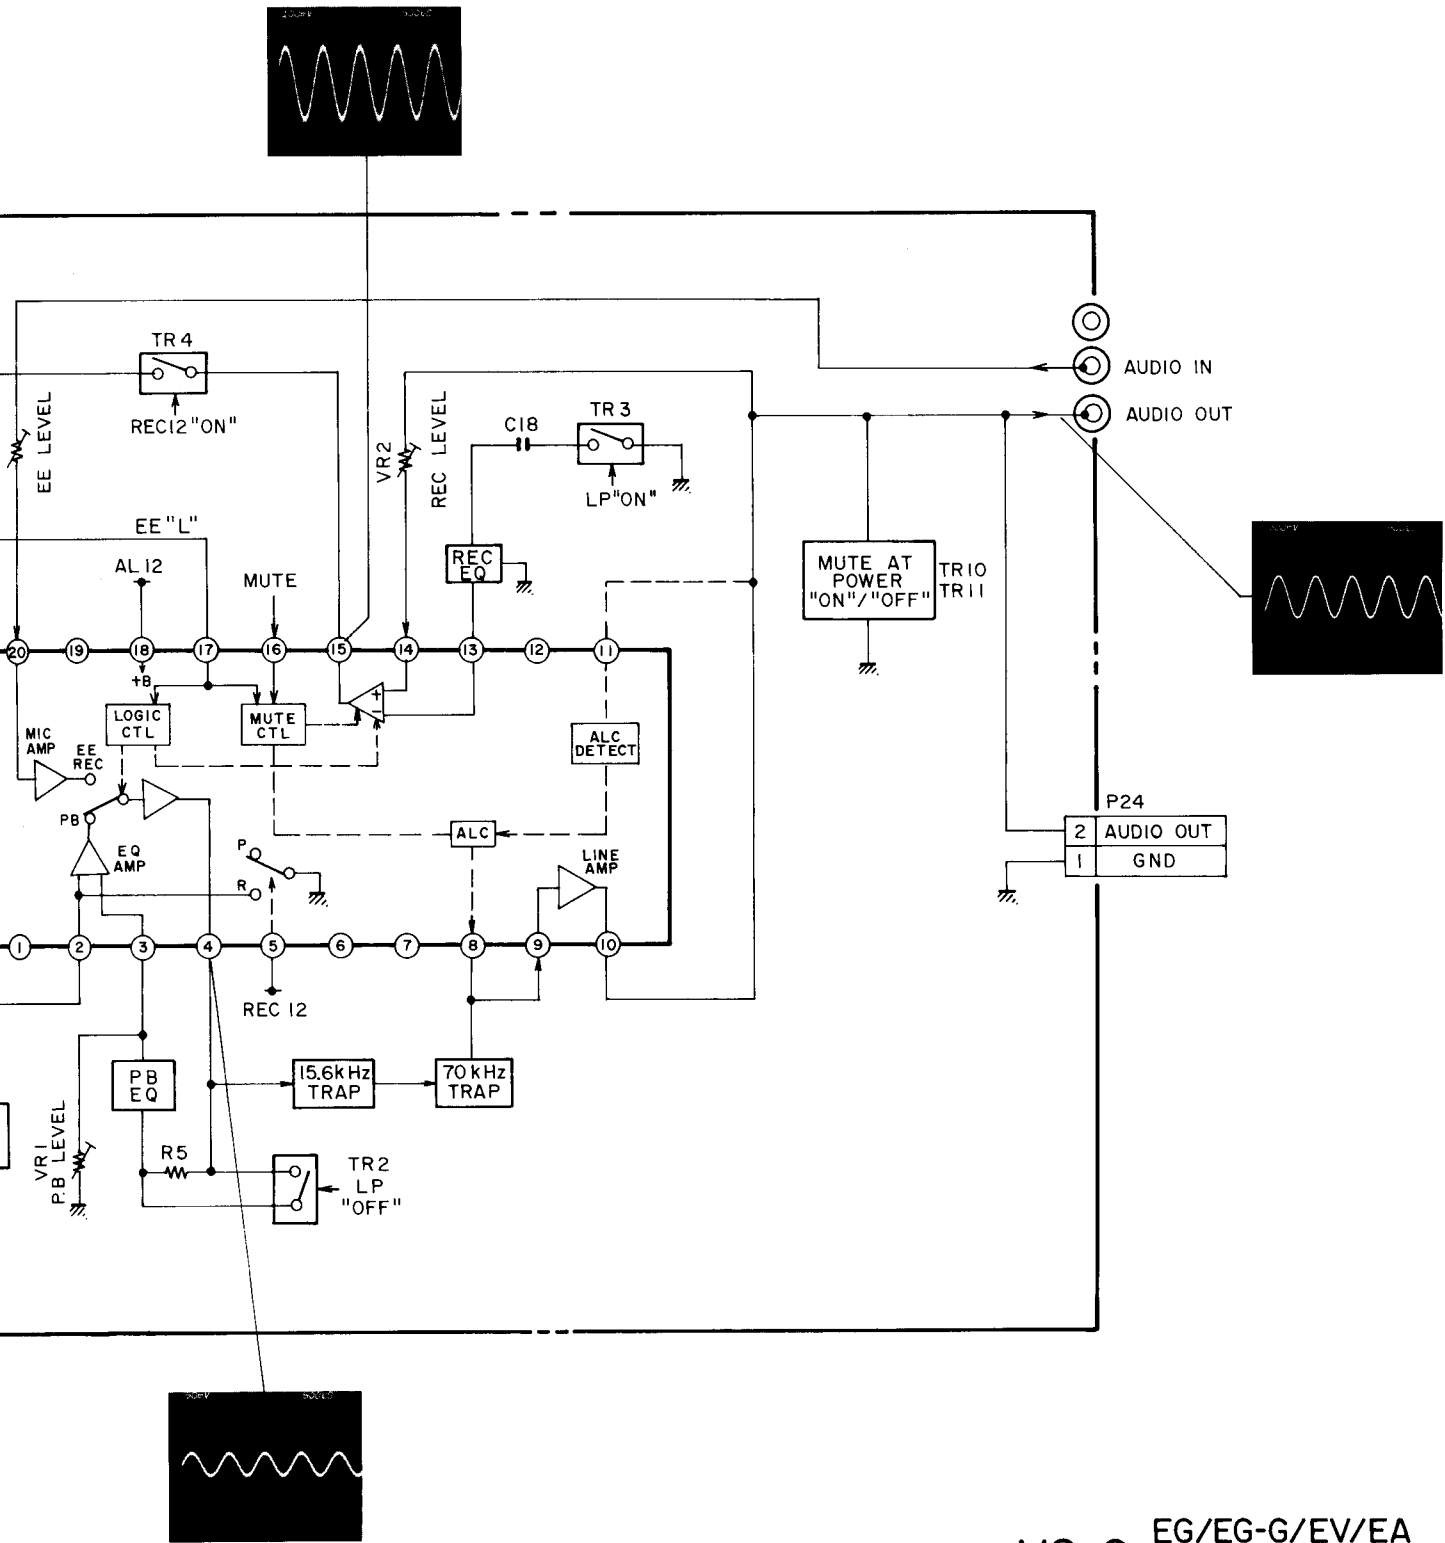 TR4
REC12 "ON"
EE LEVEL
VR2
REC LEVEL
C18
TR3
LP "ON"
AUDIO IN
AUDIO OUT
EE "L"
AL 12
MUTE
REC
EQ
MUTE AT
POWER
"ON"/"OFF"
TR10
TR11
20 19 18 17 16 15 14 13 12 11
+B
LOGIC
CTL
MUTE
CTL
+
−
ALC
DETECT
MIC
AMP
EE
REC
PB
EQ
AMP
P
R
ALC
LINE
AMP
P24
2 AUDIO OUT
1 GND
1 2 3 4 5 6 7 8 9 10
REC 12
PB
EQ
15.6kHz
TRAP
70kHz
TRAP
VR1
P.B LEVEL
R5
TR2
LP
"OFF"
EG/EG-G/EV/EA